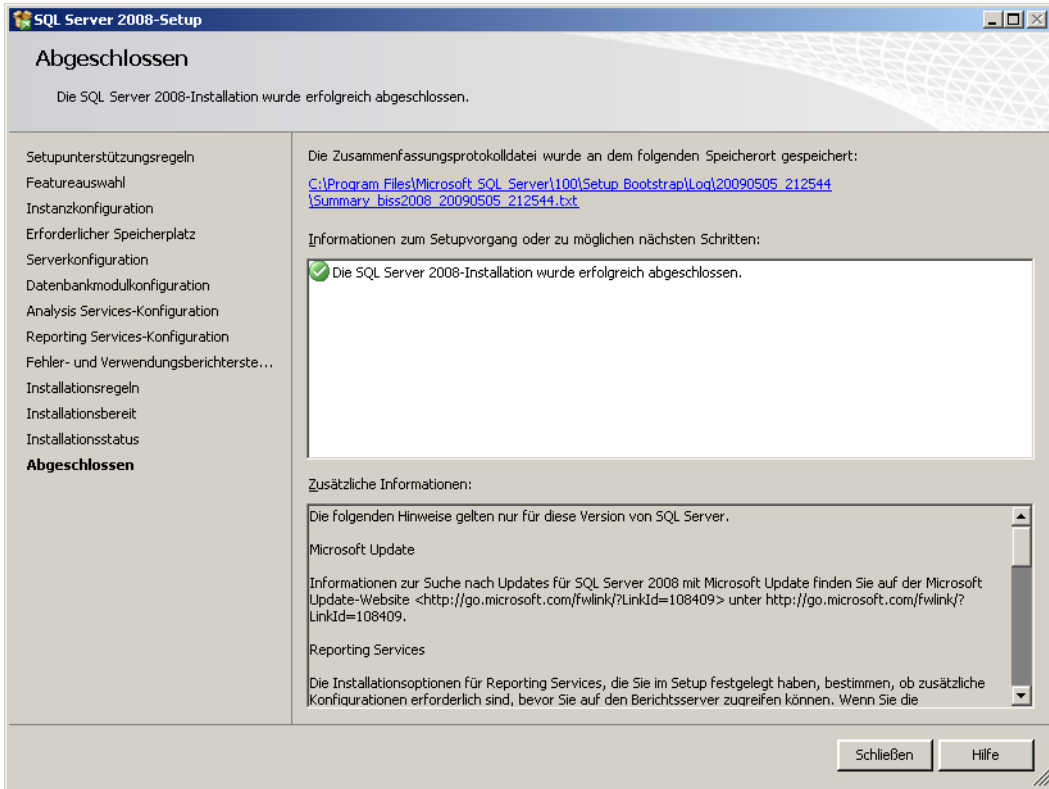 SQL Server 2008-Setup
Abgeschlossen
Die SQL Server 2008-Installation wurde erfolgreich abgeschlossen.
Setupunterstützungsregeln
Featureauswahl
Instanzkonfiguration
Erforderlicher Speicherplatz
Serverkonfiguration
Datenbankmodulkonfiguration
Analysis Services-Konfiguration
Reporting Services-Konfiguration
Fehler- und Verwendungsberichterste...
Installationsregeln
Installationsbereit
Installationsstatus
Abgeschlossen
Die Zusammenfassungsprotokolldatei wurde an dem folgenden Speicherort gespeichert:
C:\Program Files\Microsoft SQL Server\100\Setup Bootstrap\Log\20090505_212544
\Summary_biss2008_20090505_212544.txt
Informationen zum Setupvorgang oder zu möglichen nächsten Schritten:
Die SQL Server 2008-Installation wurde erfolgreich abgeschlossen.
Zusätzliche Informationen:
Die folgenden Hinweise gelten nur für diese Version von SQL Server.
Microsoft Update
Informationen zur Suche nach Updates für SQL Server 2008 mit Microsoft Update finden Sie auf der Microsoft
Update-Website <http://go.microsoft.com/fwlink/?LinkId=108409> unter http://go.microsoft.com/fwlink/?
LinkId=108409.
Reporting Services
Die Installationsoptionen für Reporting Services, die Sie im Setup festgelegt haben, bestimmen, ob zusätzliche
Konfigurationen erforderlich sind, bevor Sie auf den Berichtsserver zugreifen können. Wenn Sie die
Schließen
Hilfe